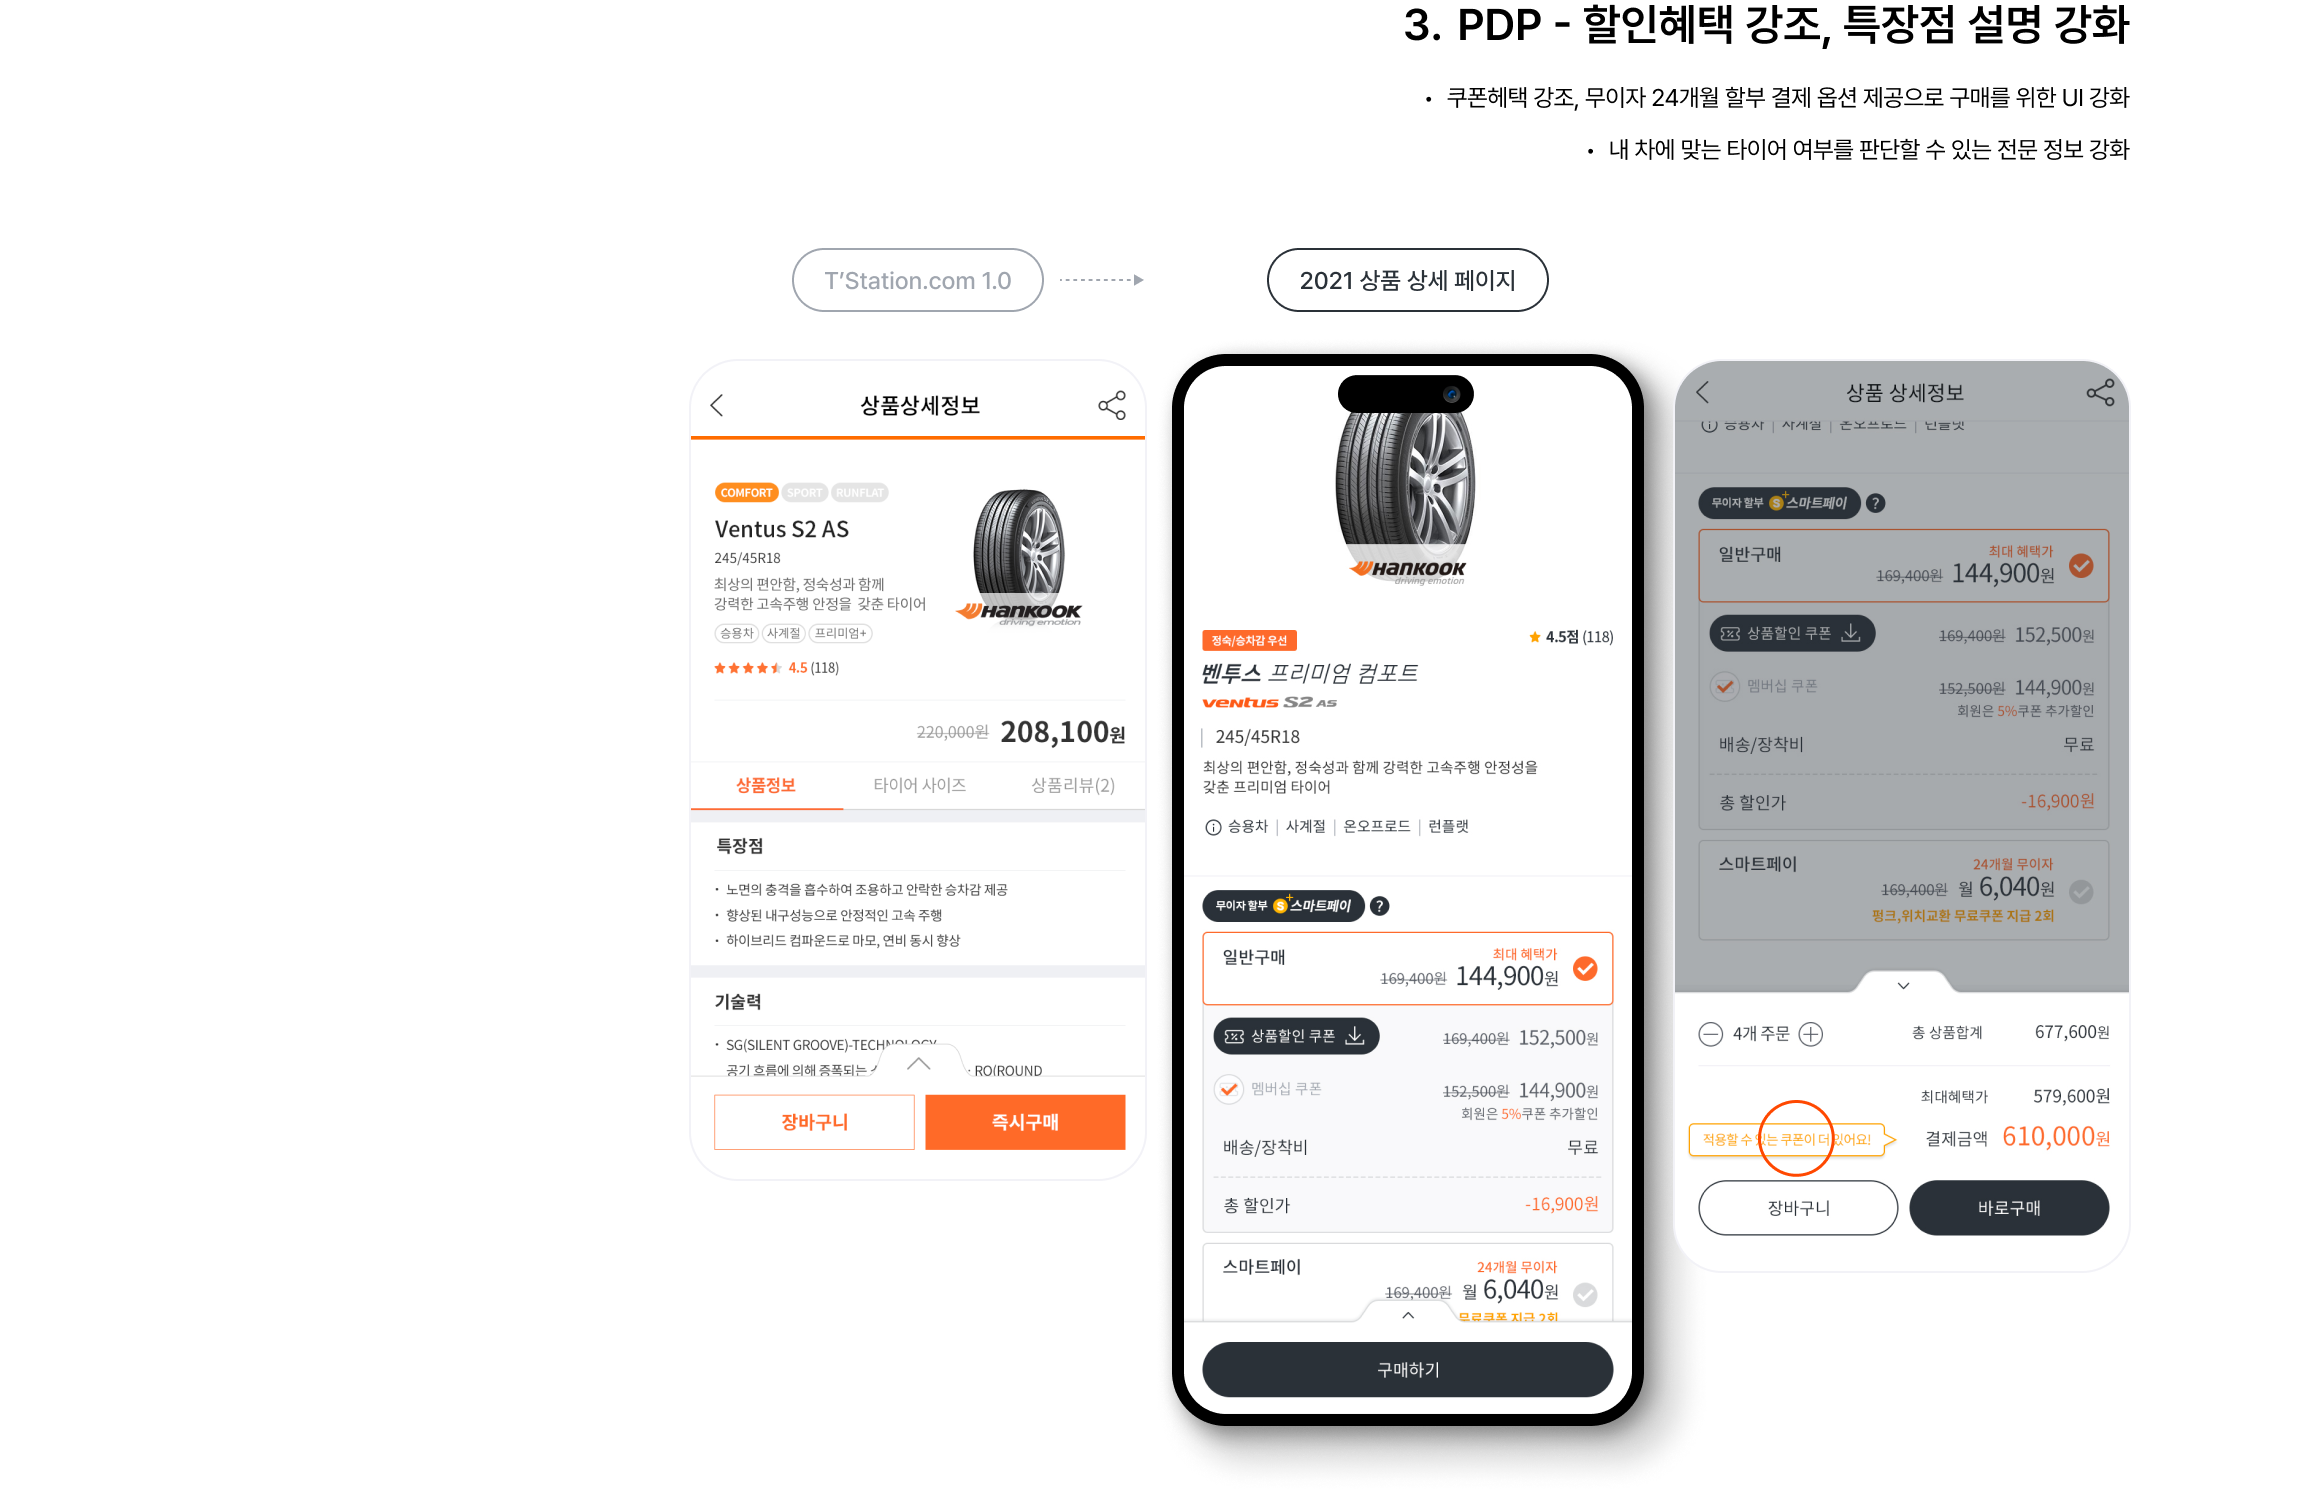 3. PDP - 할인혜택 강조, 특장점 설명 강화
• 쿠폰헤택 강조, 무이자 24개월 할부 결제 옵션 제공으로 구매를 위한 UI 강화
• 내 차에 맞는 타이어 여부를 판단할 수 있는 전문 정보 강화
T'Station.com 1.0
2021 상품 상세 페이지
상품상세정보
COMFORT SPORT RUNFLAT
Ventus S2 AS
245/45R18
최상의 편안함, 정숙성과 함께
강력한 고속주행 안정을 갖춘 타이어
승용차 사계절 프리미엄+
HANKOOK
driving emotion
4.5 (118)
220,000원 208,100원
상품정보 타이어 사이즈 상품리뷰(2)
특장점
• 노면의 충격을 흡수하여 조용하고 안락한 승차감 제공
• 향상된 내구성능으로 안정적인 고속 주행
• 하이브리드 컴파운드로 마모, 연비 동시 향상
기술력
• SG(SILENT GROOVE)-TECHNOLOGY
공기 흐름에 의해 증폭되는 RO(ROUND
장바구니 즉시구매
HANKOOK
driving emotion
정숙/승차감 우선
4.5점 (118)
벤투스 프리미엄 컴포트
ventus S2 AS
245/45R18
최상의 편안함, 정숙성과 함께 강력한 고속주행 안정성을
갖춘 프리미엄 타이어
승용차 | 사계절 | 온오프로드 | 런플랫
무이자 할부 S+ 스마트페이 ?
일반구매 최대 혜택가
169,400원 144,900원
상품할인 쿠폰 169,400원 152,500원
멤버십 쿠폰 152,500원 144,900원
회원은 5%쿠폰 추가할인
배송/장착비 무료
총 할인가 -16,900원
스마트페이 24개월 무이자
169,400원 월 6,040원
무료쿠폰 지급 2회
구매하기
상품 상세정보
승용차 | 사계절 | 온오프로드 | 런플랫
무이자 할부 S+ 스마트페이 ?
일반구매 최대 혜택가
169,400원 144,900원
상품할인 쿠폰 169,400원 152,500원
멤버십 쿠폰 152,500원 144,900원
회원은 5%쿠폰 추가할인
배송/장착비 무료
총 할인가 -16,900원
스마트페이 24개월 무이자
169,400원 월 6,040원
펑크,위치교환 무료쿠폰 지급 2회
4개 주문 총 상품합계 677,600원
최대혜택가 579,600원
적용할 수 있는 쿠폰이 더 있어요! 결제금액 610,000원
장바구니 바로구매